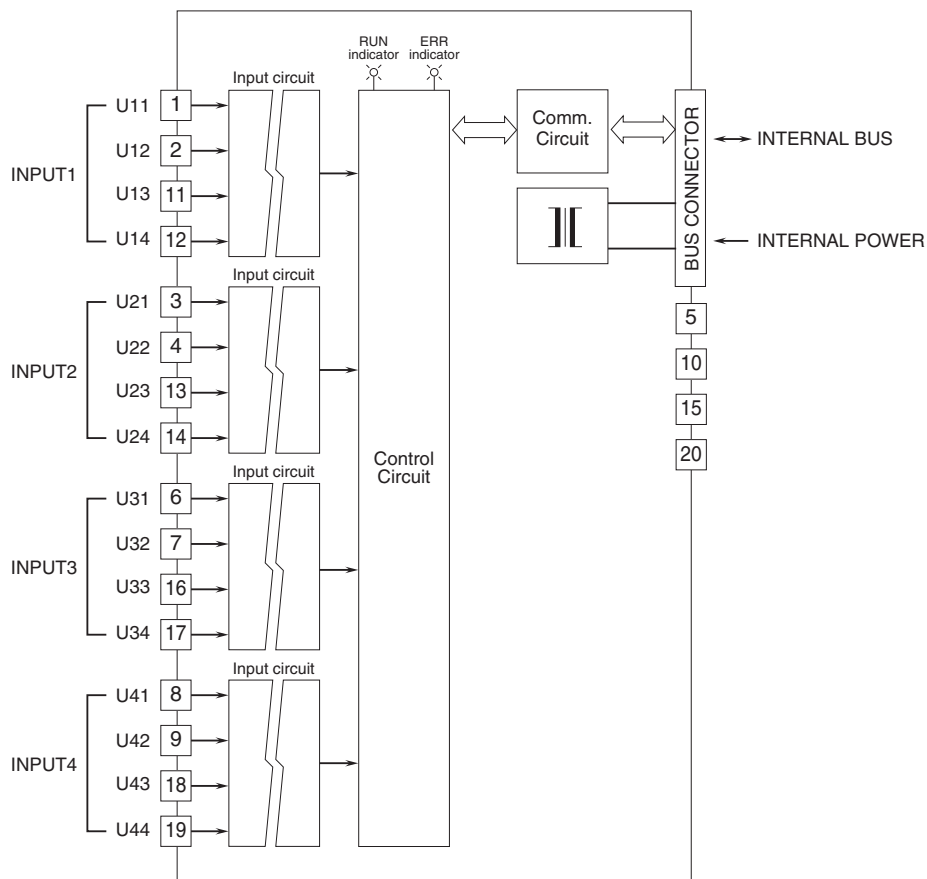 RUN
indicator
ERR
indicator
Input circuit
INPUT1
U11 1
U12 2
U13 11
U14 12
Input circuit
INPUT2
U21 3
U22 4
U23 13
U24 14
Input circuit
INPUT3
U31 6
U32 7
U33 16
U34 17
Input circuit
INPUT4
U41 8
U42 9
U43 18
U44 19
Control
Circuit
Comm.
Circuit
BUS CONNECTOR
INTERNAL BUS
INTERNAL POWER
5
10
15
20